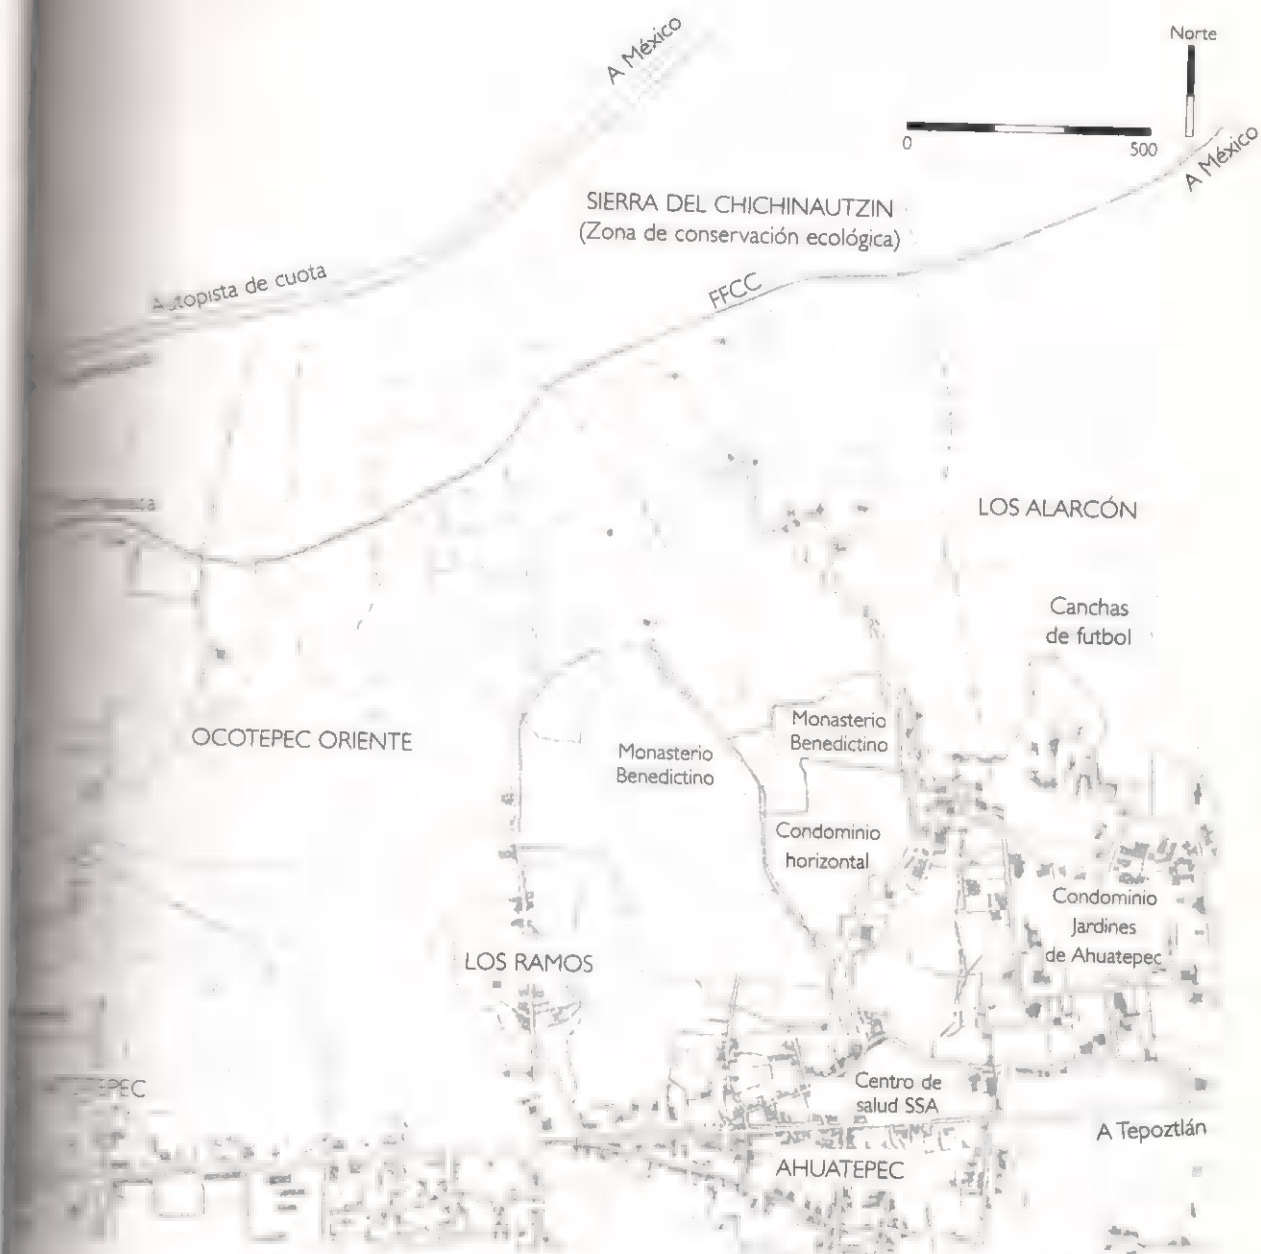 A México
Norte
0
500
A México
SIERRA DEL CHICHINAUTZIN
(Zona de conservación ecológica)
Autopista de cuota
FFCC
LOS ALARCÓN
Canchas
de futbol
OCOTEPEC ORIENTE
Monasterio
Benedictino
Monasterio
Benedictino
Condominio
horizontal
Condominio
Jardines
de Ahuatepec
LOS RAMOS
Centro de
salud SSA
A Tepoztlán
AHUATEPEC